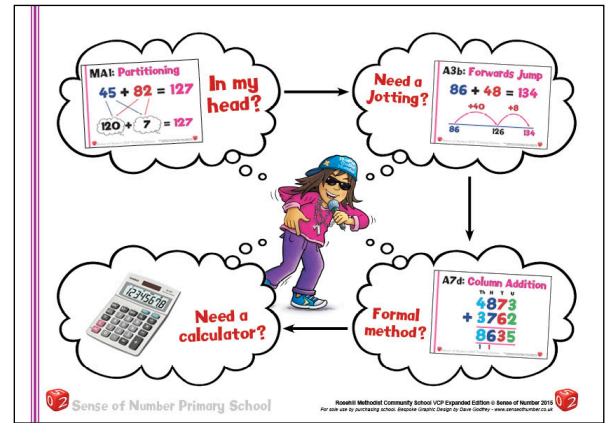 MA1: Partitioning
45 + 82 = 127
120 + 7 = 127
In my
head?
Need a
Jotting?
A3b: Forwards Jump
86 + 48 = 134
+40 +8
86 126 134
Need a
calculator?
12345678
Formal
method?
A7d: Column Addition
Th H T U
4873
+ 3762
8635
1 1
Sense of Number Primary School
Rosehill Methodist Community School VCP Expanded Edition © Sense of Number 2015
For sole use by purchasing school. Bespoke Graphic Design by Dave Godfrey - www.senseofnumber.co.uk